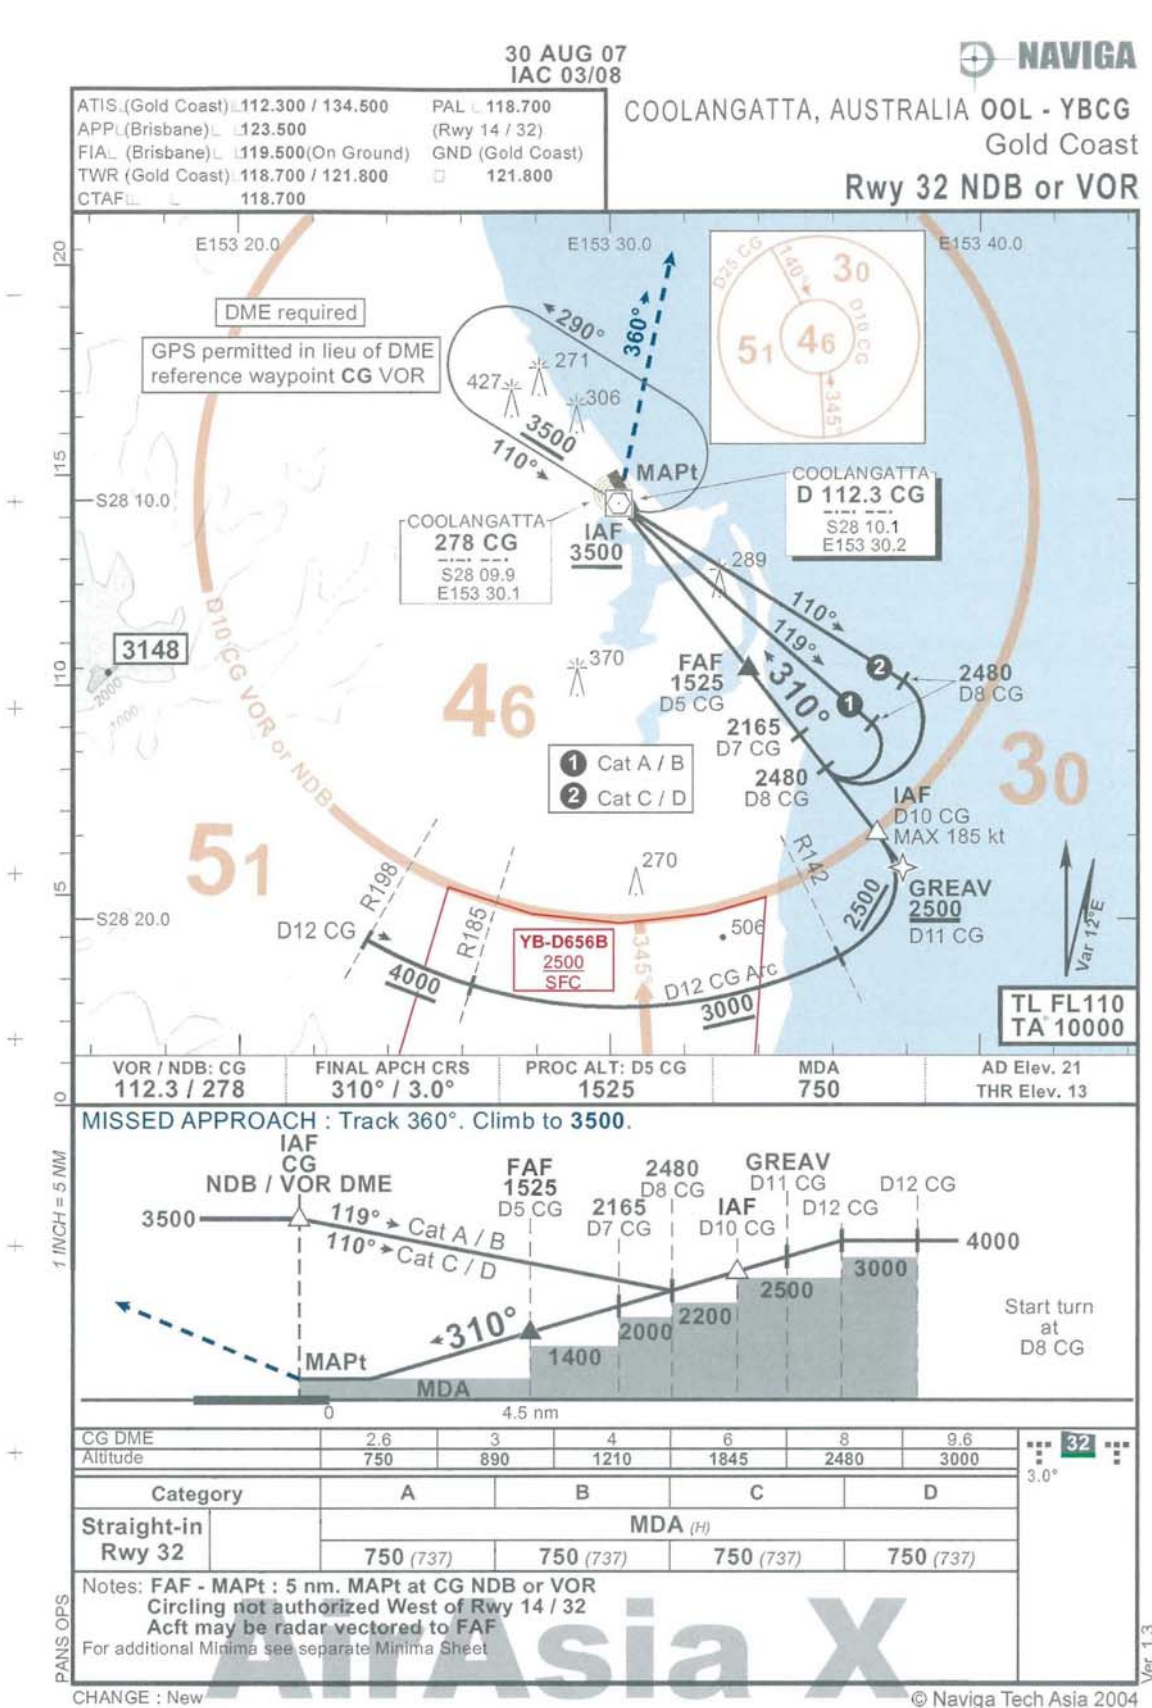 30 AUG 07
IAC 03/08
NAVIGA
ATIS (Gold Coast) 112.300 / 134.500 PAL 118.700
APP (Brisbane) 123.500 (Rwy 14 / 32)
FIA (Brisbane) 119.500 (On Ground) GND (Gold Coast)
TWR (Gold Coast) 118.700 / 121.800 121.800
CTAF 118.700
COOLANGATTA, AUSTRALIA OOL - YBCG
Gold Coast
Rwy 32 NDB or VOR
E153 20.0
E153 30.0
E153 40.0
DME required
GPS permitted in lieu of DME
reference waypoint CG VOR
290°
360°
D25 CG
140°
30
D10 CG
51
46
345°
427
271
306
3500
110°
MAPt
20
15
10
5
0
S28 10.0
COOLANGATTA
D 112.3 CG
S28 10.1
E153 30.2
COOLANGATTA
278 CG
S28 09.9
E153 30.1
IAF
3500
289
110°
119°
310°
3148
2000
1000
D10 CG VOR or NDB
370
46
FAF
1525
D5 CG
2
1
2480
D8 CG
2165
D7 CG
2480
D8 CG
1 Cat A / B
2 Cat C / D
30
IAF
D10 CG
MAX 185 kt
51
R198
R185
270
R142
GREAV
2500
D11 CG
2500
S28 20.0
D12 CG
YB-D656B
2500
SFC
345°
506
4000
D12 CG Arc
3000
Var 12°E
TL FL110
TA 10000
VOR / NDB: CG FINAL APCH CRS PROC ALT: D5 CG MDA AD Elev. 21
112.3 / 278 310° / 3.0° 1525 750 THR Elev. 13
MISSED APPROACH : Track 360°. Climb to 3500.
1 INCH = 5 NM
IAF
CG
NDB / VOR DME
3500
119° Cat A / B
110° Cat C / D
FAF
1525
D5 CG
2165
D7 CG
2480
D8 CG
IAF
D10 CG
GREAV
D11 CG
D12 CG
D12 CG
4000
310°
3000
2500
2200
2000
1400
MAPt
MDA
Start turn
at
D8 CG
0
4.5 nm
CG DME 2.6 3 4 6 8 9.6
Altitude 750 890 1210 1845 2480 3000
32
3.0°
Category A B C D
Straight-in
Rwy 32
MDA (H)
750 (737) 750 (737) 750 (737) 750 (737)
Notes: FAF - MAPt : 5 nm. MAPt at CG NDB or VOR
Circling not authorized West of Rwy 14 / 32
Acft may be radar vectored to FAF
For additional Minima see separate Minima Sheet
AirAsia X
PANS OPS
Ver 1.3
CHANGE : New
© Naviga Tech Asia 2004